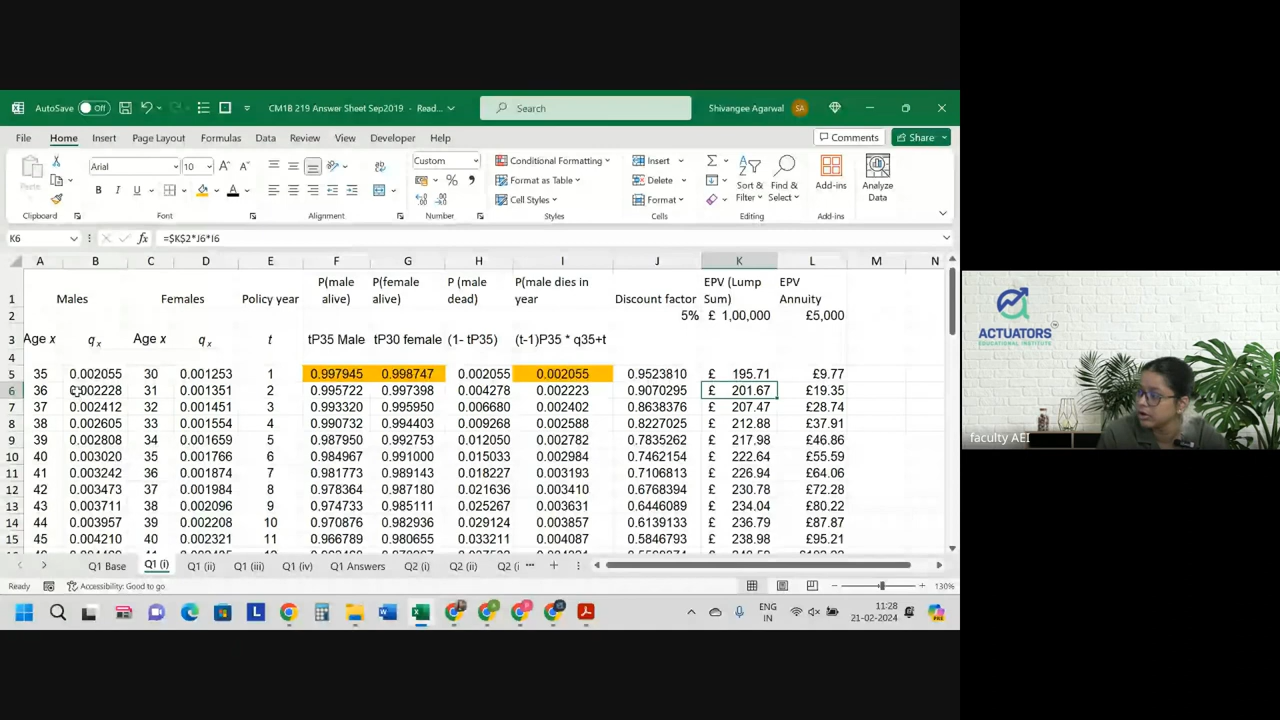 AutoSave Off CM1B 219 Answer Sheet Sep2019 - Read... Search Shivangee Agarwal SA
File Home Insert Page Layout Formulas Data Review View Developer Help Comments Share
Paste Arial 10 A A Custom Conditional Formatting Insert Format as Table Delete Cell Styles Format
B I U A Sort & Filter Find & Select Add-ins Analyze Data
Clipboard Font Alignment Number Styles Cells Editing Add-ins
K6 fx =$K$2*J6*I6
A B C D E F G H I J K L M N
1 Males Females Policy year P(male alive) P(female alive) P (male dead) P(male dies in year Discount factor EPV (Lump Sum) EPV Annuity
2 5% £ 1,00,000 £5,000
3 Age x q x Age x q x t tP35 Male tP30 female (1- tP35) (t-1)P35 * q35+t
4
5 35 0.002055 30 0.001253 1 0.997945 0.998747 0.002055 0.002055 0.9523810 £ 195.71 £9.77
6 36 0.002228 31 0.001351 2 0.995722 0.997398 0.004278 0.002223 0.9070295 £ 201.67 £19.35
7 37 0.002412 32 0.001451 3 0.993320 0.995950 0.006680 0.002402 0.8638376 £ 207.47 £28.74
8 38 0.002605 33 0.001554 4 0.990732 0.994403 0.009268 0.002588 0.8227025 £ 212.88 £37.91
9 39 0.002808 34 0.001659 5 0.987950 0.992753 0.012050 0.002782 0.7835262 £ 217.98 £46.86
10 40 0.003020 35 0.001766 6 0.984967 0.991000 0.015033 0.002984 0.7462154 £ 222.64 £55.59
11 41 0.003242 36 0.001874 7 0.981773 0.989143 0.018227 0.003193 0.7106813 £ 226.94 £64.06
12 42 0.003473 37 0.001984 8 0.978364 0.987180 0.021636 0.003410 0.6768394 £ 230.78 £72.28
13 43 0.003711 38 0.002096 9 0.974733 0.985111 0.025267 0.003631 0.6446089 £ 234.04 £80.22
14 44 0.003957 39 0.002208 10 0.970876 0.982936 0.029124 0.003857 0.6139133 £ 236.79 £87.87
15 45 0.004210 40 0.002321 11 0.966789 0.980651 0.033211 0.004087 0.5846793 £ 238.98 £95.21
Q1 Base Q1 (i) Q1 (ii) Q1 (iii) Q1 (iv) Q1 Answers Q2 (i) Q2 (ii) Q2 (i ...
Ready Accessibility: Good to go 130%
ENG IN 11:28 21-02-2024
ACTUATORS
EDUCATIONAL INSTITUTE
faculty AEI